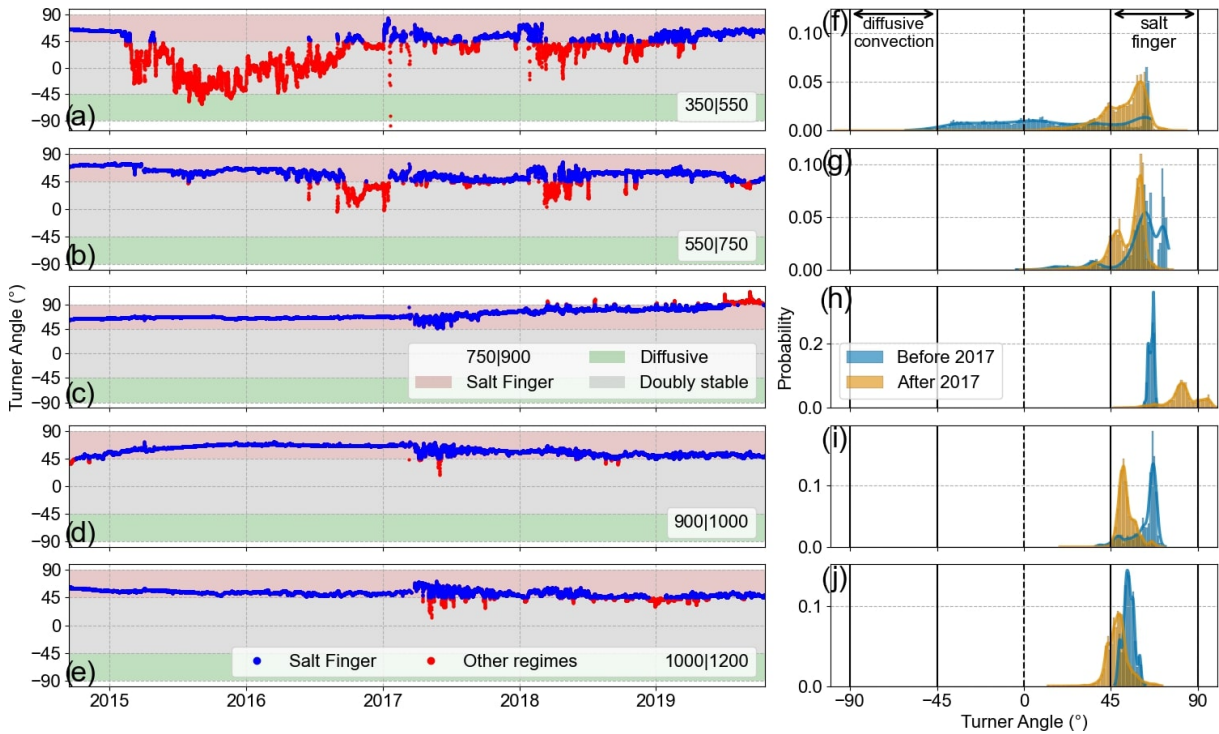 90
45
0
−45
−90
(a)
350|550
90
45
0
−45
−90
(b)
550|750
90
45
0
−45
−90
(c)
750|900
Salt Finger
Diffusive
Doubly stable
90
45
0
−45
−90
(d)
900|1000
90
45
0
−45
−90
(e)
Salt Finger
Other regimes
1000|1200
2015
2016
2017
2018
2019
Turner Angle (°)
(f)
diffusive
convection
salt
finger
0.10
0.05
0.00
(g)
0.10
0.05
0.00
(h)
0.2
0.0
Before 2017
After 2017
(i)
0.1
0.0
(j)
0.1
0.0
−90
−45
0
45
90
Turner Angle (°)
Probability